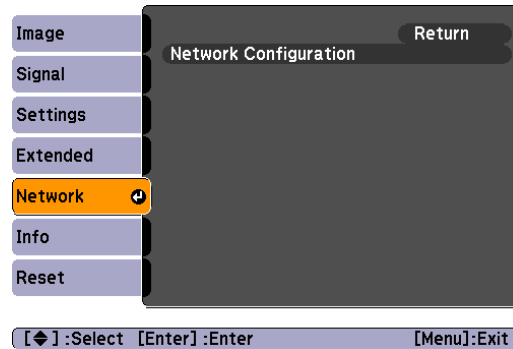 Image
Signal
Settings
Extended
Network
Info
Reset
Return
Network Configuration
[◆] :Select [Enter] :Enter [Menu]:Exit